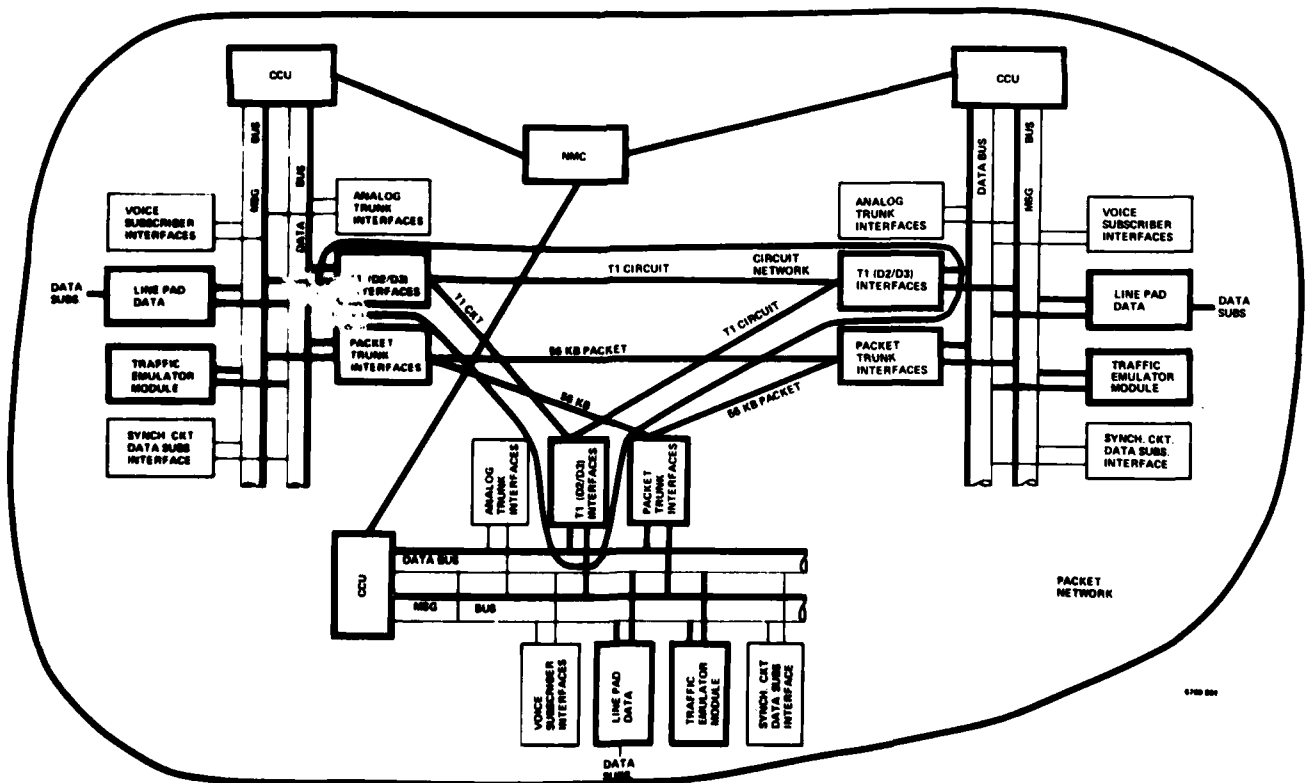 CCU
CCU
NMC
MSG BUS
DATA BUS
DATA BUS
MSG BUS
VOICE
SUBSCRIBER
INTERFACES
ANALOG
TRUNK
INTERFACES
ANALOG
TRUNK
INTERFACES
VOICE
SUBSCRIBER
INTERFACES
DATA
SUBS
LINE PAD
DATA
(D2/D3)
INTERFACES
T1 CIRCUIT
CIRCUIT
NETWORK
T1 (D2/D3)
INTERFACES
LINE PAD
DATA
DATA
SUBS
T1 CKT
T1 CIRCUIT
TRAFFIC
EMULATOR
MODULE
PACKET
TRUNK
INTERFACES
56 KB PACKET
PACKET
TRUNK
INTERFACES
TRAFFIC
EMULATOR
MODULE
56 KB
56 KB PACKET
SYNCH. CKT
DATA SUBS
INTERFACE
SYNCH. CKT.
DATA SUBS.
INTERFACE
ANALOG
TRUNK
INTERFACES
T1 (D2/D3)
INTERFACES
PACKET
TRUNK
INTERFACES
CCU
DATA BUS
MSG BUS
PACKET
NETWORK
VOICE
SUBSCRIBER
INTERFACES
LINE PAD
DATA
TRAFFIC
EMULATOR
MODULE
SYNCH. CKT
DATA SUBS
INTERFACE
DATA
SUBS.